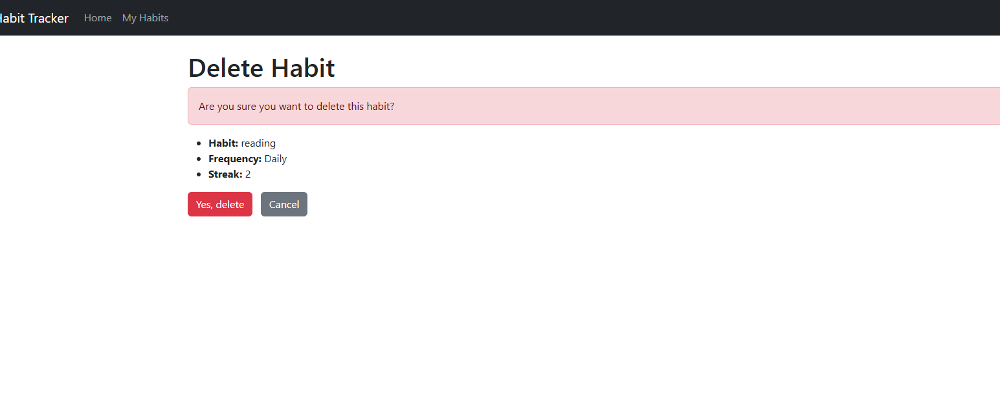 Habit Tracker Home My Habits
Delete Habit
Are you sure you want to delete this habit?
Habit: reading
Frequency: Daily
Streak: 2
Yes, delete Cancel